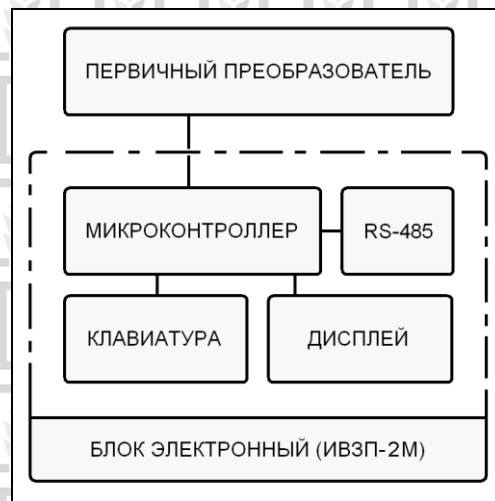 ПЕРВИЧНЫЙ ПРЕОБРАЗОВАТЕЛЬ
МИКРОКОНТРОЛЛЕР
RS-485
КЛАВИАТУРА
ДИСПЛЕЙ
БЛОК ЭЛЕКТРОННЫЙ (ИВЗП-2М)